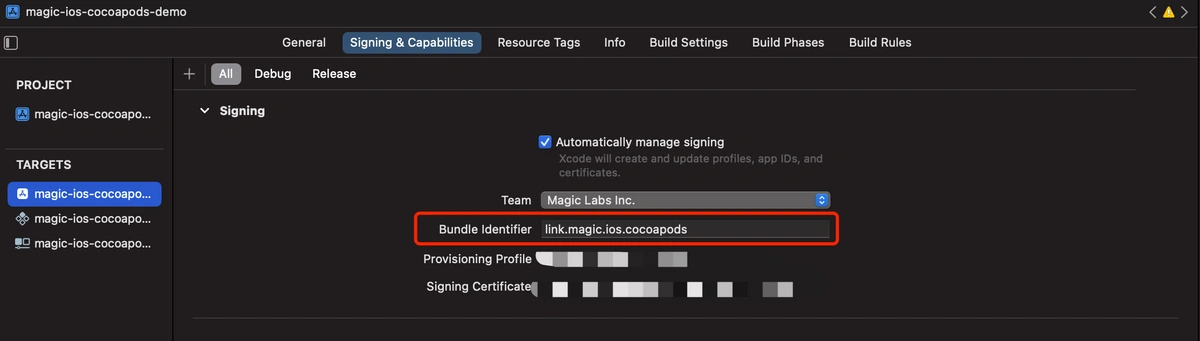 magic-ios-cocoapods-demo
General Signing & Capabilities Resource Tags Info Build Settings Build Phases Build Rules
+ All Debug Release
PROJECT
magic-ios-cocoapo...
TARGETS
magic-ios-cocoapo...
magic-ios-cocoapo...
magic-ios-cocoapo...
Signing
Automatically manage signing
Xcode will create and update profiles, app IDs, and
certificates.
Team Magic Labs Inc.
Bundle Identifier link.magic.ios.cocoapods
Provisioning Profile
Signing Certificate